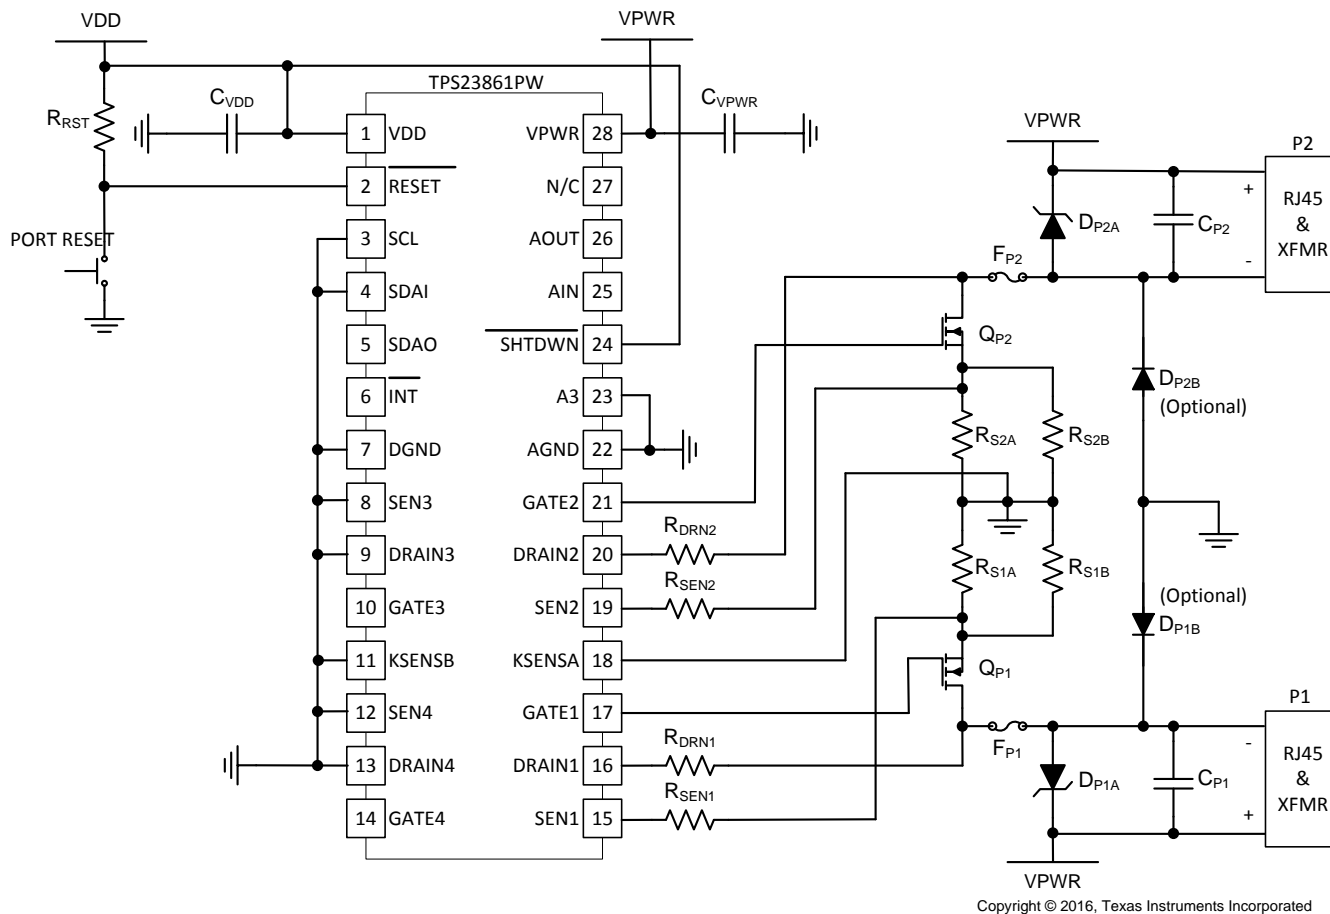 VDD
VPWR
TPS23861PW
CVDD
CVPWR
RRST
1 VDD
VPWR 28
2 RESET
N/C 27
PORT RESET
3 SCL
AOUT 26
4 SDAI
AIN 25
5 SDAO
SHTDWN 24
6 INT
A3 23
7 DGND
AGND 22
8 SEN3
GATE2 21
9 DRAIN3
DRAIN2 20
10 GATE3
SEN2 19
11 KSENSB
KSENSA 18
12 SEN4
GATE1 17
13 DRAIN4
DRAIN1 16
14 GATE4
SEN1 15
RDRN2
RSEN2
RDRN1
RSEN1
VPWR
P2
+
RJ45
&
XFMR
-
DP2A
CP2
FP2
QP2
DP2B
(Optional)
RS2A
RS2B
RS1A
RS1B
(Optional)
DP1B
QP1
FP1
P1
-
RJ45
&
XFMR
+
DP1A
CP1
VPWR
Copyright © 2016, Texas Instruments Incorporated